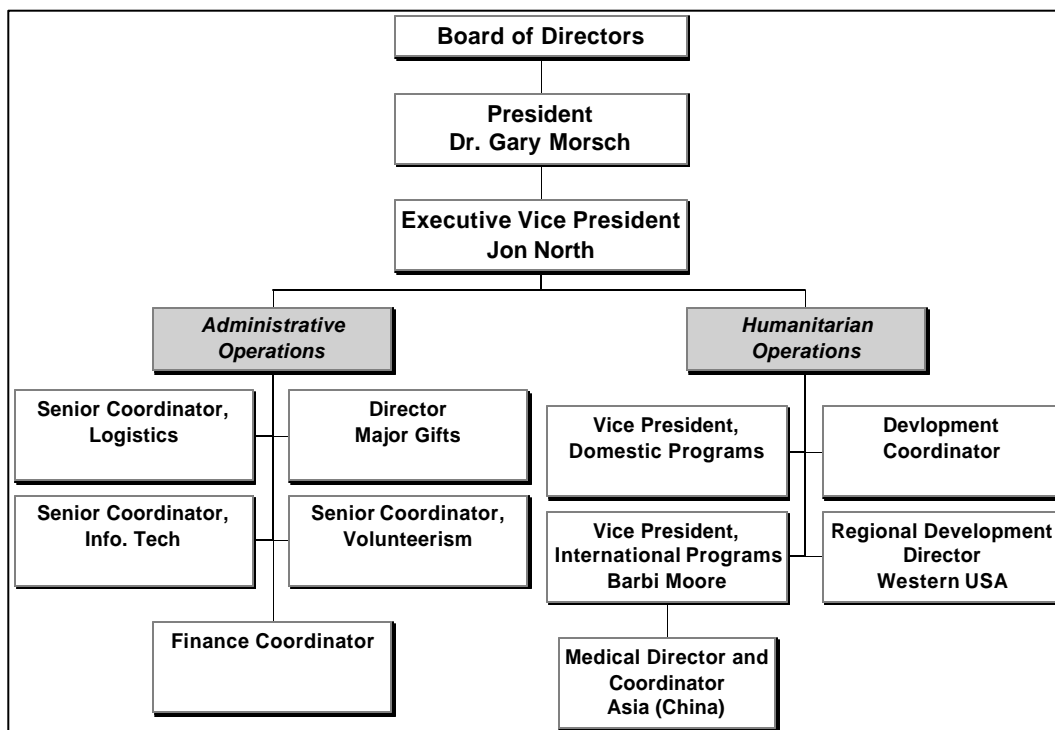 Board of Directors
President
Dr. Gary Morsch
Executive Vice President
Jon North
Administrative
Operations
Humanitarian
Operations
Senior Coordinator,
Logistics
Director
Major Gifts
Vice President,
Domestic Programs
Devlopment
Coordinator
Senior Coordinator,
Info. Tech
Senior Coordinator,
Volunteerism
Vice President,
International Programs
Barbi Moore
Regional Development
Director
Western USA
Finance Coordinator
Medical Director and
Coordinator
Asia (China)